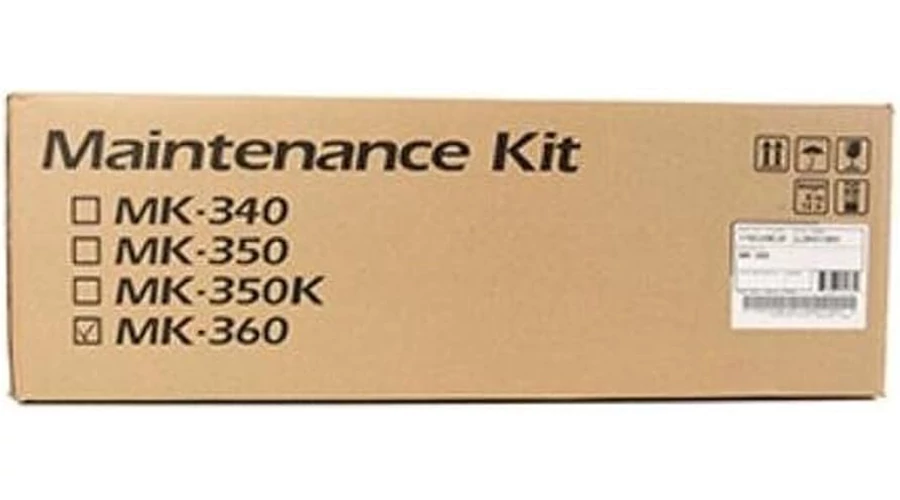 Maintenance Kit
MK-340
MK-350
MK-350K
MK-360